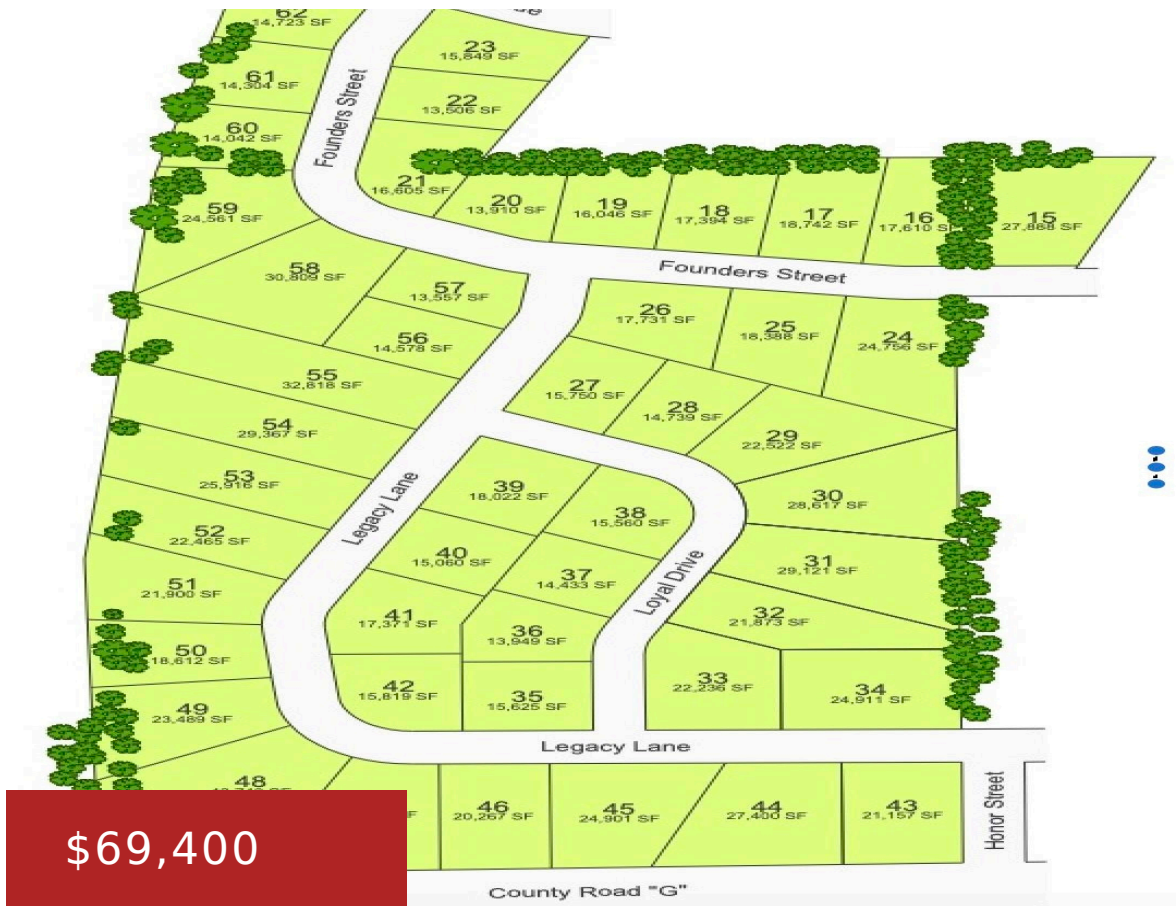 62
14,723 SF
23
15,849 SF
61
14,304 SF
22
13,506 SF
60
14,042 SF
Founders Street
21
16,605 SF
20
13,910 SF
19
16,046 SF
18
17,394 SF
17
18,742 SF
16
17,610 SF
15
27,868 SF
59
24,561 SF
58
30,809 SF
57
13,557 SF
Founders Street
56
14,578 SF
26
17,731 SF
25
18,388 SF
24
24,756 SF
55
32,818 SF
27
15,750 SF
28
14,739 SF
29
22,522 SF
54
29,367 SF
53
25,916 SF
Legacy Lane
39
18,022 SF
38
15,560 SF
30
28,617 SF
52
22,465 SF
40
15,060 SF
37
14,433 SF
Loyal Drive
31
29,121 SF
51
21,900 SF
41
17,371 SF
36
13,949 SF
32
21,873 SF
50
18,612 SF
42
15,819 SF
35
15,625 SF
33
22,236 SF
34
24,911 SF
49
23,489 SF
Legacy Lane
48
46
20,267 SF
45
24,901 SF
44
27,400 SF
43
21,157 SF
Honor Street
$69,400
County Road "G"